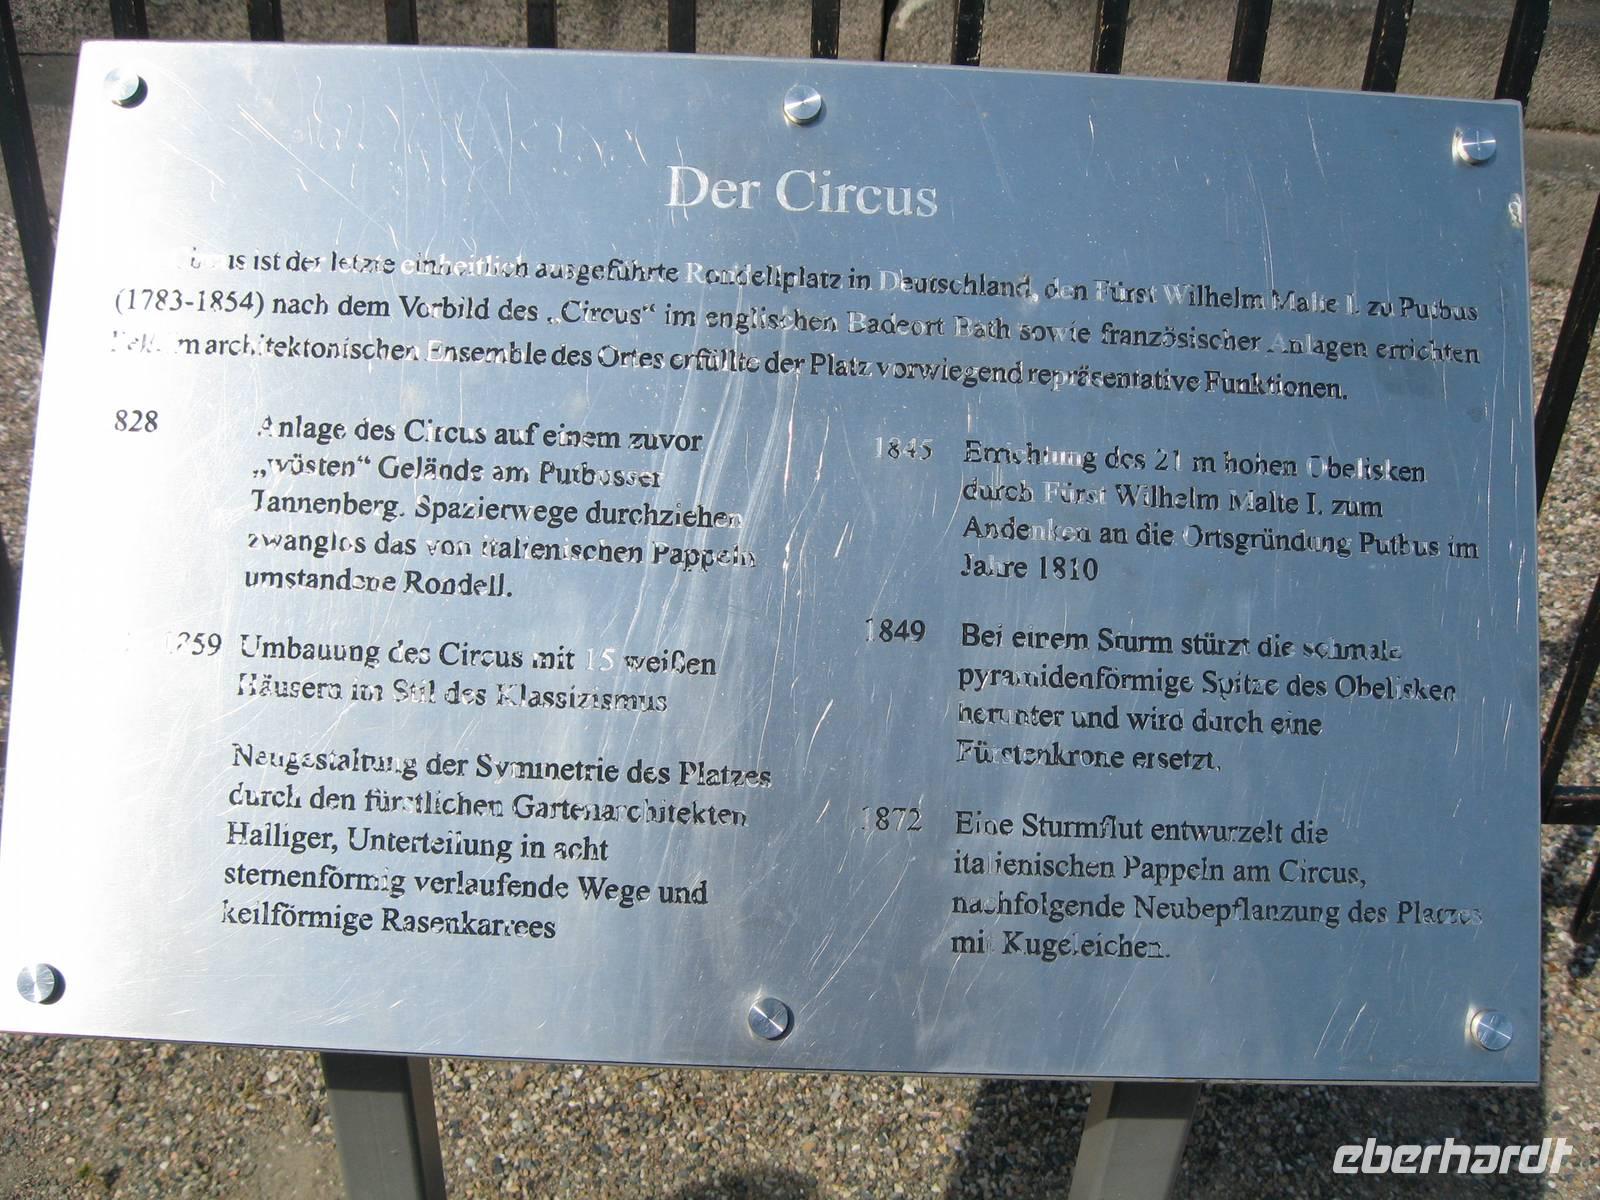 Der Circus
ist der letzte einheitlich ausgeführte Rondellplatz in Deutschland, den Fürst Wilhelm Malte I. zu Putbus
(1783-1854) nach dem Vorbild des „Circus“ im englischen Badeort Bath sowie französischer Anlagen errichten
architektonischen Ensemble des Ortes erfüllte der Platz vorwiegend repräsentative Funktionen.
828 Anlage des Circus auf einem zuvor
„wüsten“ Gelände am Putbusser
Tannenberg. Spazierwege durchziehen
zwanglos das von italienischen Pappeln
umstandene Rondell.
Umbauung des Circus mit 15 weißen
Häusern im Stil des Klassizismus
Neugestaltung der Symmetrie des Platzes
durch den fürstlichen Gartenarchitekten
Halliger, Unterteilung in acht
sternenförmig verlaufende Wege und
keilförmige Rasenkarrees
1845 Errichtung des 21 m hohen Obelisken
durch Fürst Wilhelm Malte I. zum
Andenken an die Ortsgründung Putbus im
Jahre 1810
1849 Bei einem Sturm stürzt die schmale
pyramidenförmige Spitze des Obelisken
herunter und wird durch eine
Fürstenkrone ersetzt.
1872 Eine Sturmflut entwurzelt die
italienischen Pappeln am Circus,
nachfolgende Neubepflanzung des Platzes
mit Kugeleichen.
eberhardt